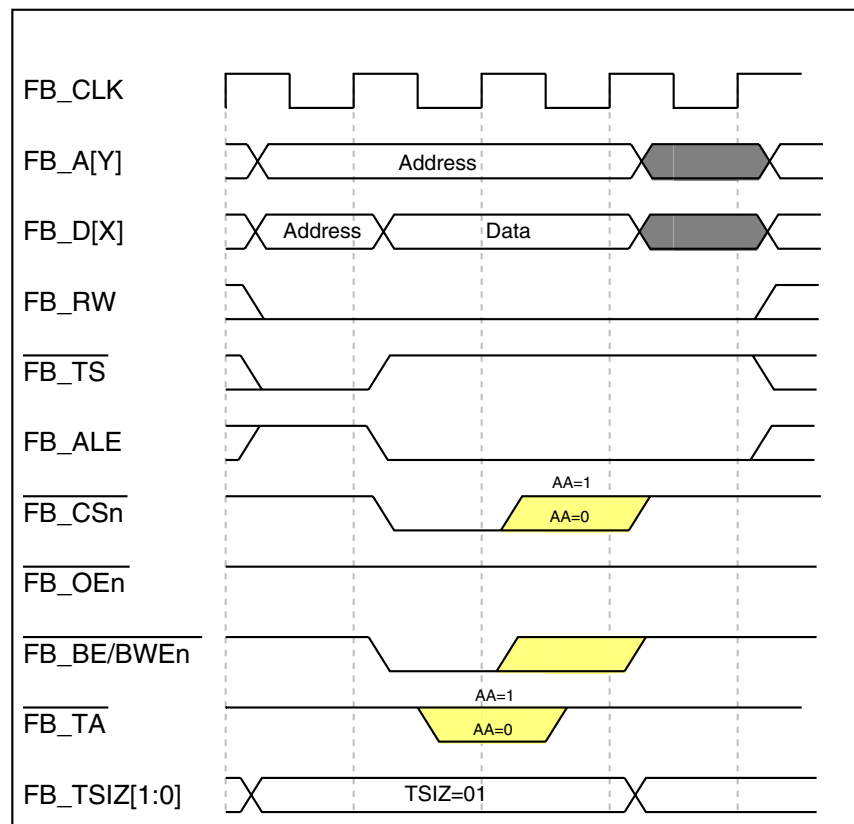 FB_CLK
FB_A[Y]
Address
FB_D[X]
Address
Data
FB_RW
FB_TS
FB_ALE
AA=1
FB_CSn
AA=0
FB_OEn
FB_BE/BWEn
AA=1
FB_TA
AA=0
FB_TSIZ[1:0]
TSIZ=01